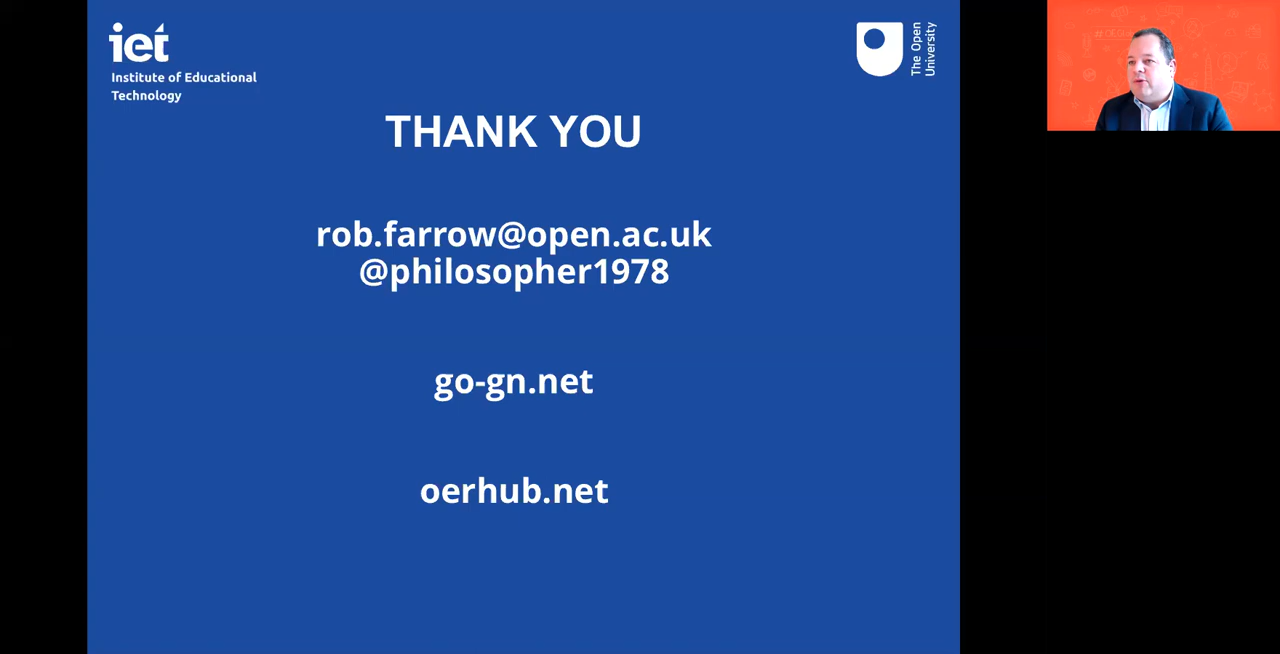 iet
Institute of Educational
Technology
The Open
University
THANK YOU
rob.farrow@open.ac.uk
@philosopher1978
go-gn.net
oerhub.net